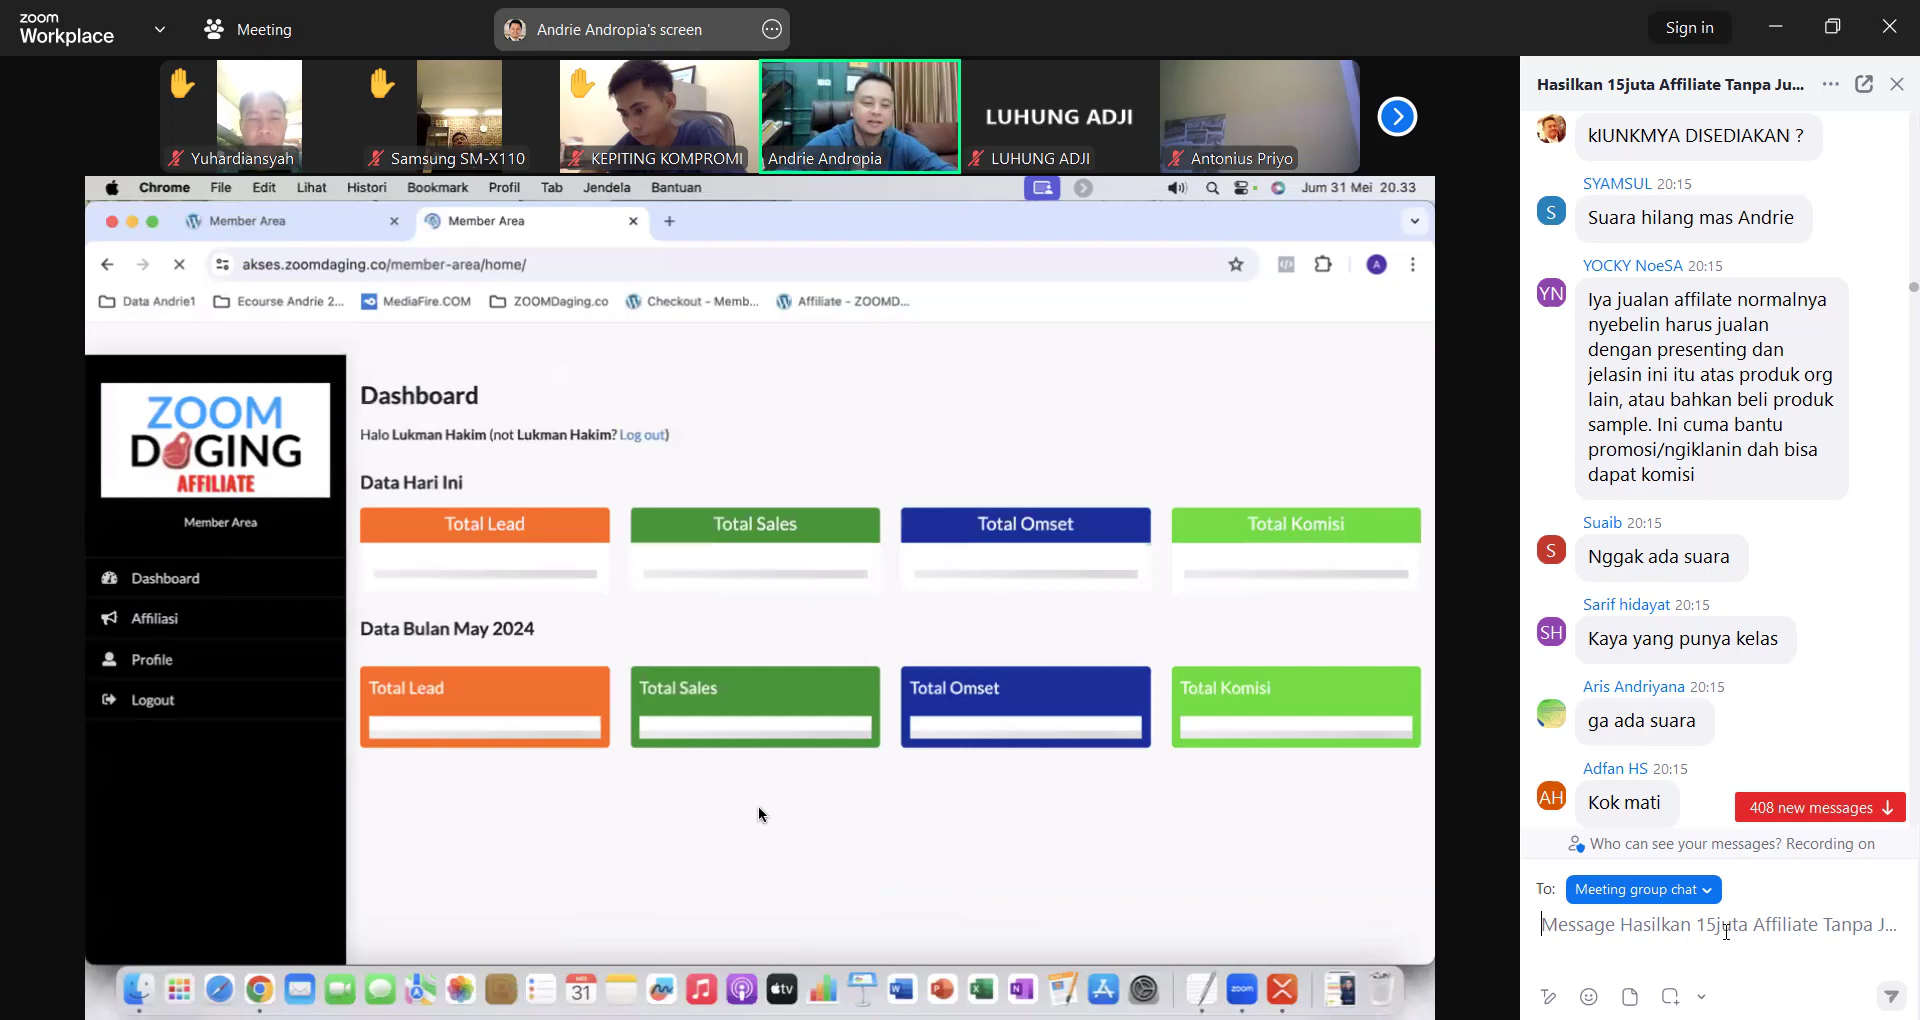 zoom
Workplace
Meeting
Andrie Andropia's screen
Sign in
Yuhardiansyah
Samsung SM-X110
KEPITING KOMPROMI
Andrie Andropia
LUHUNG ADJI
LUHUNG ADJI
Antonius Priyo
Chrome File Edit Lihat Histori Bookmark Profil Tab Jendela Bantuan
Jum 31 Mei 20.33
Member Area
Member Area
akses.zoomdaging.co/member-area/home/
A
Data Andrie1
Ecourse Andrie 2...
MediaFire.COM
ZOOMDaging.co
Checkout - Memb...
Affiliate - ZOOMD...
ZOOM
DAGING
AFFILIATE
Member Area
Dashboard
Affiliasi
Profile
Logout
Dashboard
Halo Lukman Hakim (not Lukman Hakim? Log out)
Data Hari Ini
Total Lead
Total Sales
Total Omset
Total Komisi
Data Bulan May 2024
Total Lead
Total Sales
Total Omset
Total Komisi
MEI
31
tv
W
P
X
N
zoom
Hasilkan 15juta Affiliate Tanpa Ju...
kIUNKMYA DISEDIAKAN ?
SYAMSUL 20:15
S
Suara hilang mas Andrie
YOCKY NoeSA 20:15
YN
Iya jualan affilate normalnya
nyebelin harus jualan
dengan presenting dan
jelasin ini itu atas produk org
lain, atau bahkan beli produk
sample. Ini cuma bantu
promosi/ngiklanin dah bisa
dapat komisi
Suaib 20:15
S
Nggak ada suara
Sarif hidayat 20:15
SH
Kaya yang punya kelas
Aris Andriyana 20:15
ga ada suara
Adfan HS 20:15
AH
Kok mati
408 new messages
Who can see your messages? Recording on
To:
Meeting group chat
Message Hasilkan 15juta Affiliate Tanpa J...